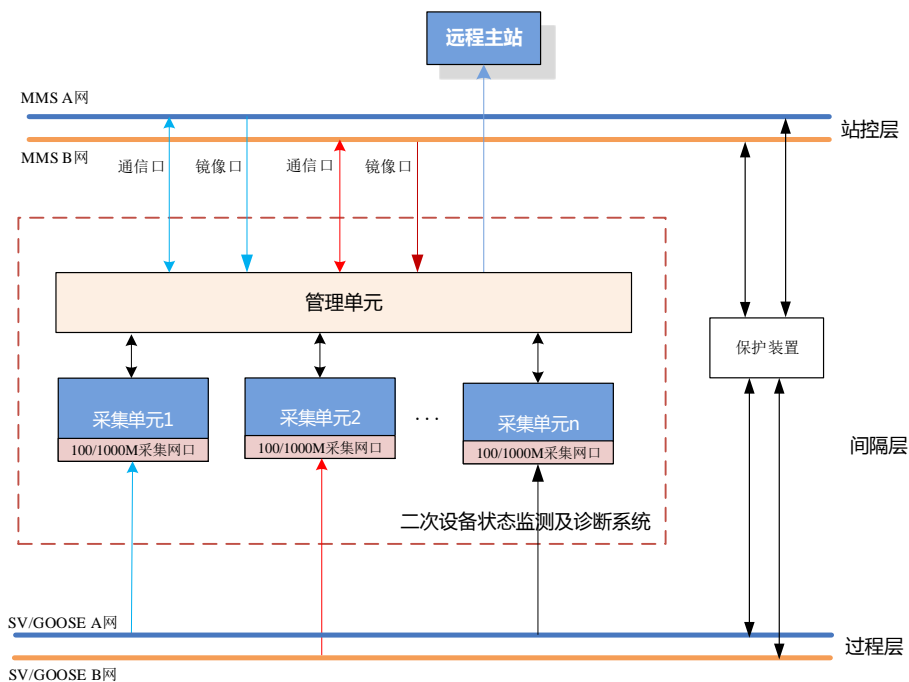 远程主站
MMS A网
站控层
MMS B网
通信口
镜像口
通信口
镜像口
管理单元
保护装置
采集单元1
采集单元2
...
采集单元n
100/1000M采集网口
100/1000M采集网口
100/1000M采集网口
间隔层
二次设备状态监测及诊断系统
SV/GOOSE A网
过程层
SV/GOOSE B网